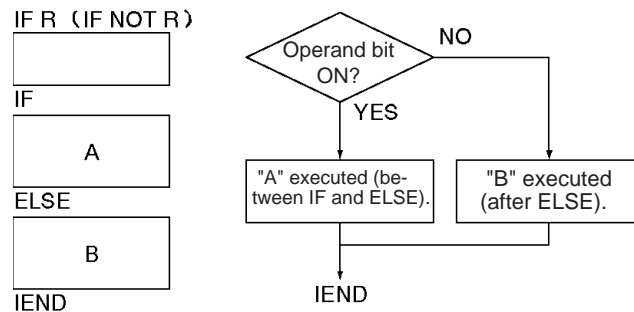 IF R (IF NOT R)
IF
A
ELSE
B
IEND
Operand bit
ON?
NO
YES
"A" executed (be-
tween IF and ELSE).
"B" executed
(after ELSE).
IEND